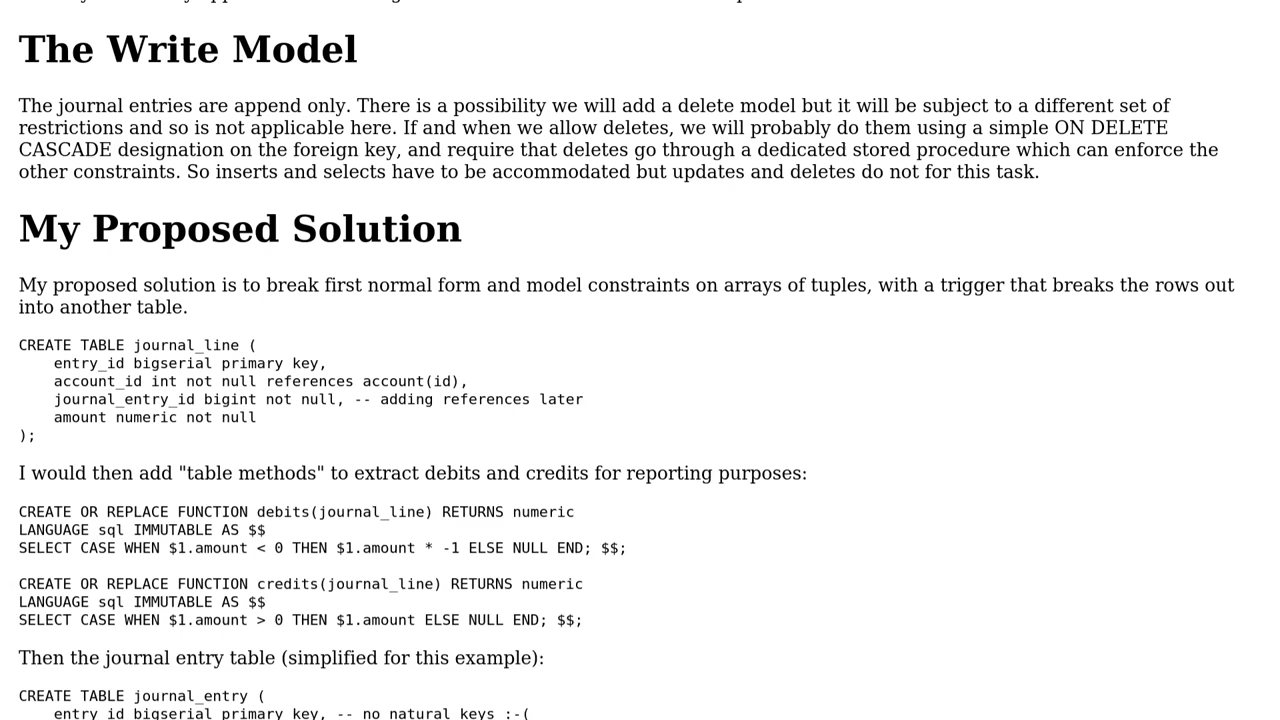 The Write Model
The journal entries are append only. There is a possibility we will add a delete model but it will be subject to a different set of
restrictions and so is not applicable here. If and when we allow deletes, we will probably do them using a simple ON DELETE
CASCADE designation on the foreign key, and require that deletes go through a dedicated stored procedure which can enforce the
other constraints. So inserts and selects have to be accommodated but updates and deletes do not for this task.
My Proposed Solution
My proposed solution is to break first normal form and model constraints on arrays of tuples, with a trigger that breaks the rows out
into another table.
CREATE TABLE journal_line (
    entry_id bigserial primary key,
    account_id int not null references account(id),
    journal_entry_id bigint not null, -- adding references later
    amount numeric not null
);
I would then add "table methods" to extract debits and credits for reporting purposes:
CREATE OR REPLACE FUNCTION debits(journal_line) RETURNS numeric
LANGUAGE sql IMMUTABLE AS $$
SELECT CASE WHEN $1.amount < 0 THEN $1.amount * -1 ELSE NULL END; $$;
CREATE OR REPLACE FUNCTION credits(journal_line) RETURNS numeric
LANGUAGE sql IMMUTABLE AS $$
SELECT CASE WHEN $1.amount > 0 THEN $1.amount ELSE NULL END; $$;
Then the journal entry table (simplified for this example):
CREATE TABLE journal_entry (
    entry_id bigserial primary key, -- no natural keys :-(